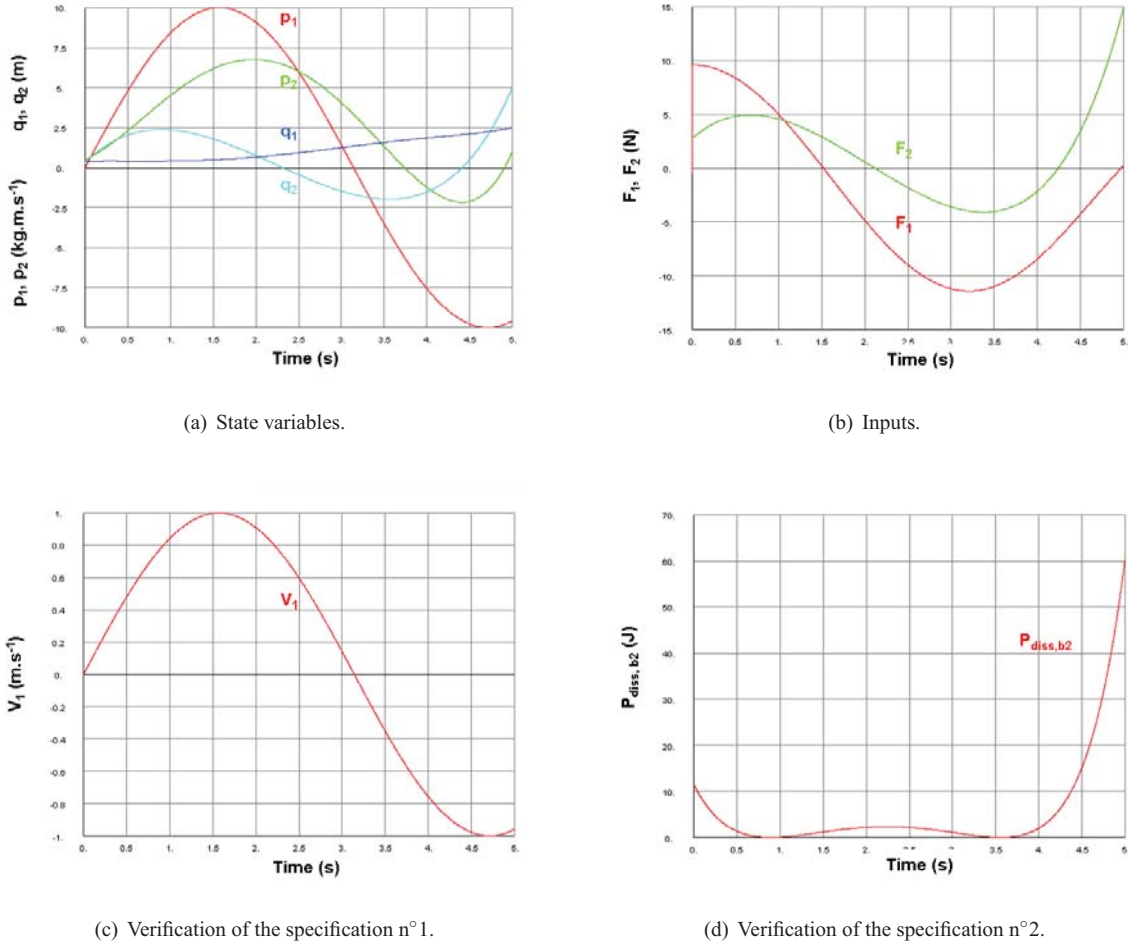 10.
7.5
5.
2.5
0.
-2.5
-5.
-7.5
-10.
q1, q2 (m)
p1, p2 (kg.m.s-1)
p1
p2
q1
q2
0. 0.5 1. 1.5 2. 2.5 3. 3.5 4. 4.5 5.
Time (s)
(a) State variables.
15.
10.
5.
0.
-5.
-10.
-15.
F1, F2 (N)
F2
F1
0. 0.5 1. 1.5 2. 2.5 3. 3.5 4. 4.5 5.
Time (s)
(b) Inputs.
1.
0.8
0.6
0.4
0.2
0.
-0.2
-0.4
-0.6
-0.8
-1.
V1 (m.s-1)
V1
0. 0.5 1. 1.5 2. 2.5 3. 3.5 4. 4.5 5.
Time (s)
(c) Verification of the specification n°1.
70.
60.
50.
40.
30.
20.
10.
0.
Pdiss,b2 (J)
Pdiss,b2
0. 0.5 1. 1.5 3.5 4. 4.5 5.
Time (s)
(d) Verification of the specification n°2.